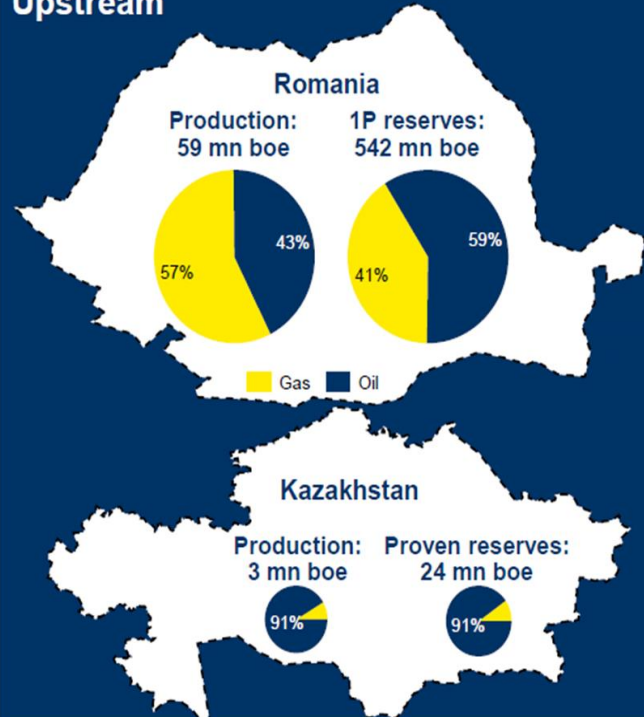 Upstream
Romania
Production:
59 mn boe
1P reserves:
542 mn boe
57%
43%
41%
59%
Gas
Oil
Kazakhstan
Production:
3 mn boe
Proven reserves:
24 mn boe
91%
91%